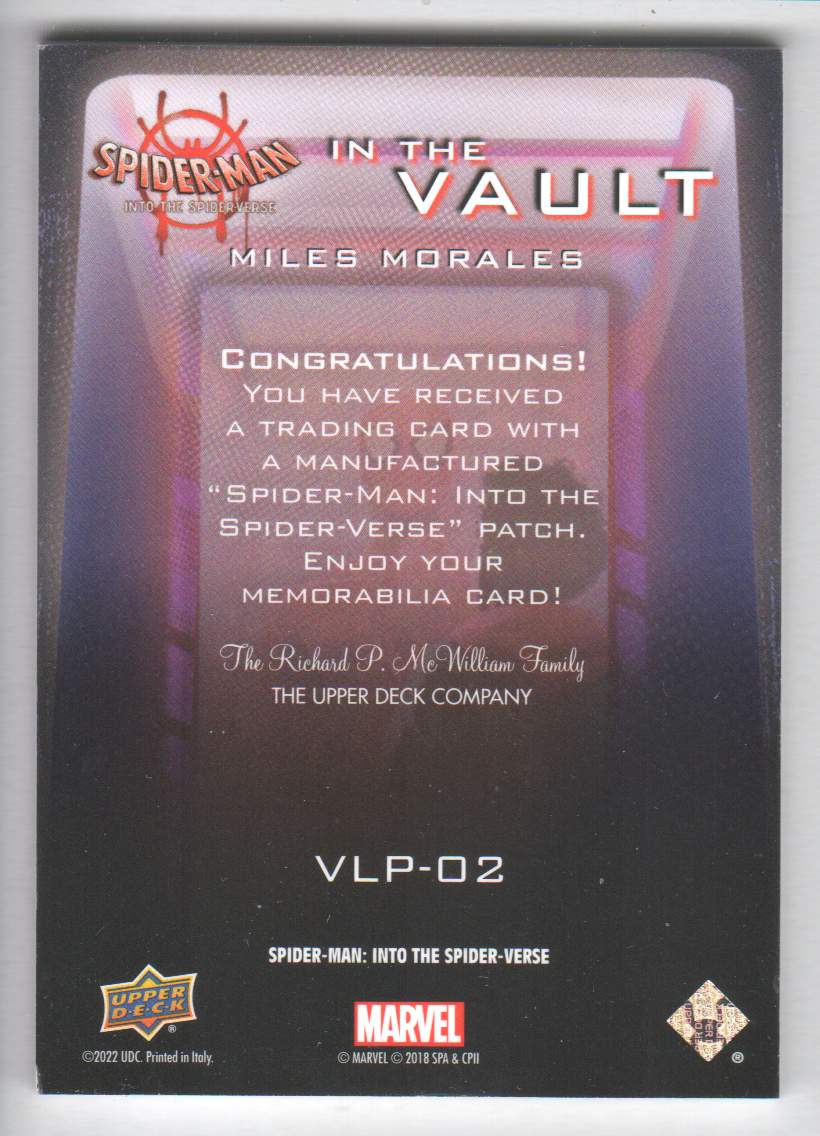 SPIDER-MAN
INTO THE SPIDER-VERSE
IN THE
VAULT
MILES MORALES
CONGRATULATIONS!
YOU HAVE RECEIVED
A TRADING CARD WITH
A MANUFACTURED
“SPIDER-MAN: INTO THE
SPIDER-VERSE” PATCH.
ENJOY YOUR
MEMORABILIA CARD!
The Richard P. McWilliam Family
THE UPPER DECK COMPANY
VLP-02
SPIDER-MAN: INTO THE SPIDER-VERSE
UPPER
D·E·C·K
®
MARVEL
®
©2022 UDC. Printed in Italy.
© MARVEL © 2018 SPA & CPII